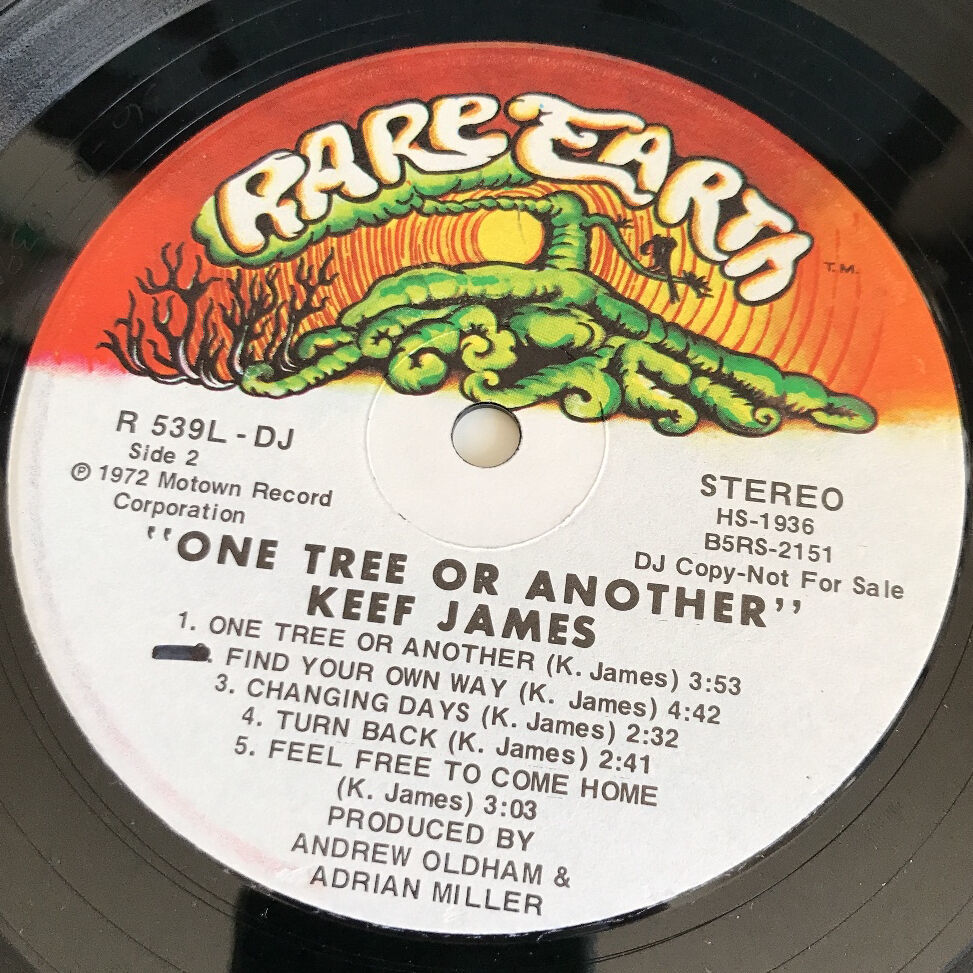 RARE EARTH
T.M.
R 539L - DJ
Side 2
℗ 1972 Motown Record
Corporation
STEREO
HS-1936
B5RS-2151
DJ Copy-Not For Sale
"ONE TREE OR ANOTHER"
KEEF JAMES
1. ONE TREE OR ANOTHER (K. James) 3:53
. FIND YOUR OWN WAY (K. James) 4:42
3. CHANGING DAYS (K. James) 2:32
4. TURN BACK (K. James) 2:41
5. FEEL FREE TO COME HOME
(K. James) 3:03
PRODUCED BY
ANDREW OLDHAM &
ADRIAN MILLER